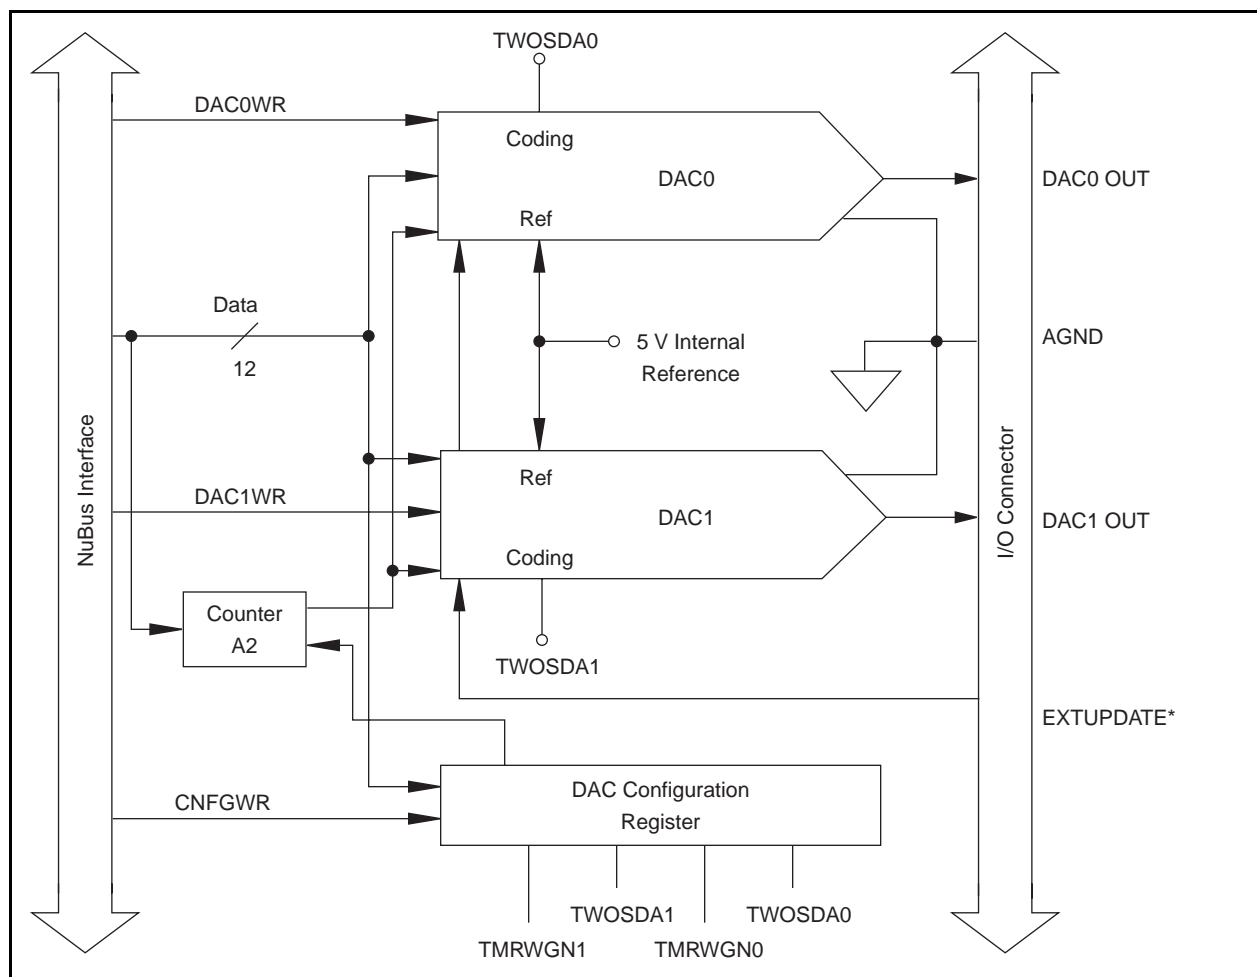 TWOSDA0
DAC0WR
Coding
DAC0
DAC0 OUT
Ref
Data
12
5 V Internal
Reference
AGND
NuBus Interface
I/O Connector
Ref
DAC1WR
DAC1
DAC1 OUT
Coding
Counter
A2
TWOSDA1
EXTUPDATE*
DAC Configuration
Register
CNFGWR
TWOSDA1
TWOSDA0
TMRWGN1
TMRWGN0